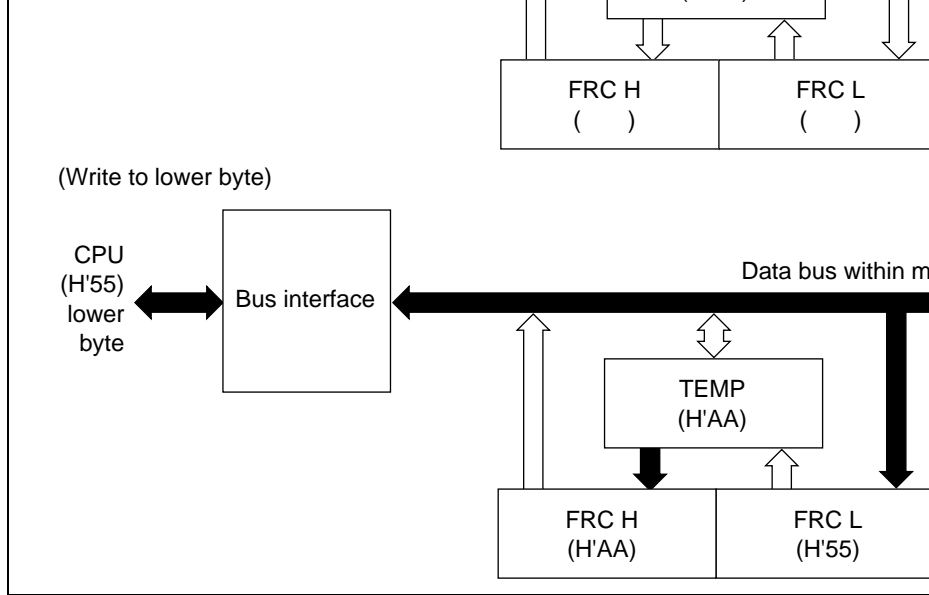 FRC H
(      )
FRC L
(      )
(Write to lower byte)
CPU
(H'55)
lower
byte
Bus interface
Data bus within m
TEMP
(H'AA)
FRC H
(H'AA)
FRC L
(H'55)